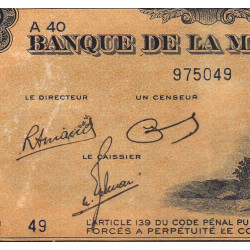 A 40
BANQUE DE LA M
975049
LE DIRECTEUR UN CENSEUR
LE CAISSIER
49
L'ARTICLE 139 DU CODE PÉNAL PU
FORCÉS A PERPÉTUITÉ LE CO